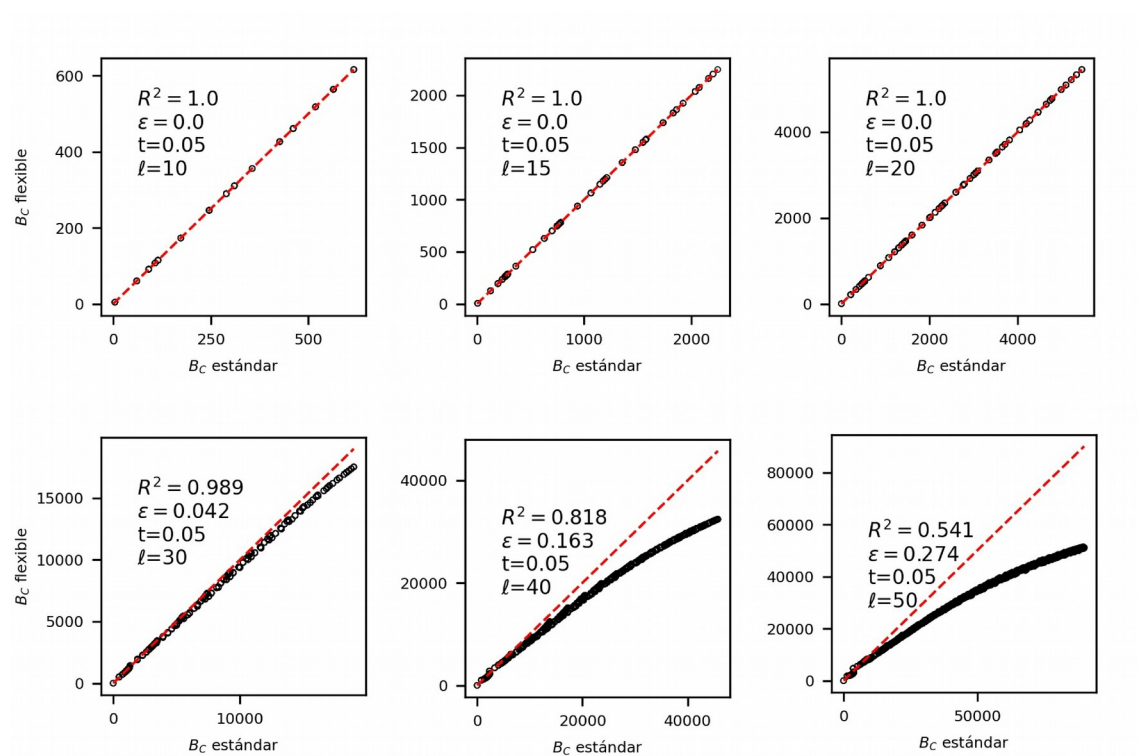 600
400
200
0
B_C flexible
R² = 1.0
ε = 0.0
t=0.05
ℓ=10
0
250
500
B_C estándar
2000
1500
1000
500
0
R² = 1.0
ε = 0.0
t=0.05
ℓ=15
0
1000
2000
B_C estándar
4000
2000
0
R² = 1.0
ε = 0.0
t=0.05
ℓ=20
0
2000
4000
B_C estándar
15000
10000
5000
0
B_C flexible
R² = 0.989
ε = 0.042
t=0.05
ℓ=30
0
10000
B_C estándar
40000
20000
0
R² = 0.818
ε = 0.163
t=0.05
ℓ=40
0
20000
40000
B_C estándar
80000
60000
40000
20000
0
R² = 0.541
ε = 0.274
t=0.05
ℓ=50
0
50000
B_C estándar